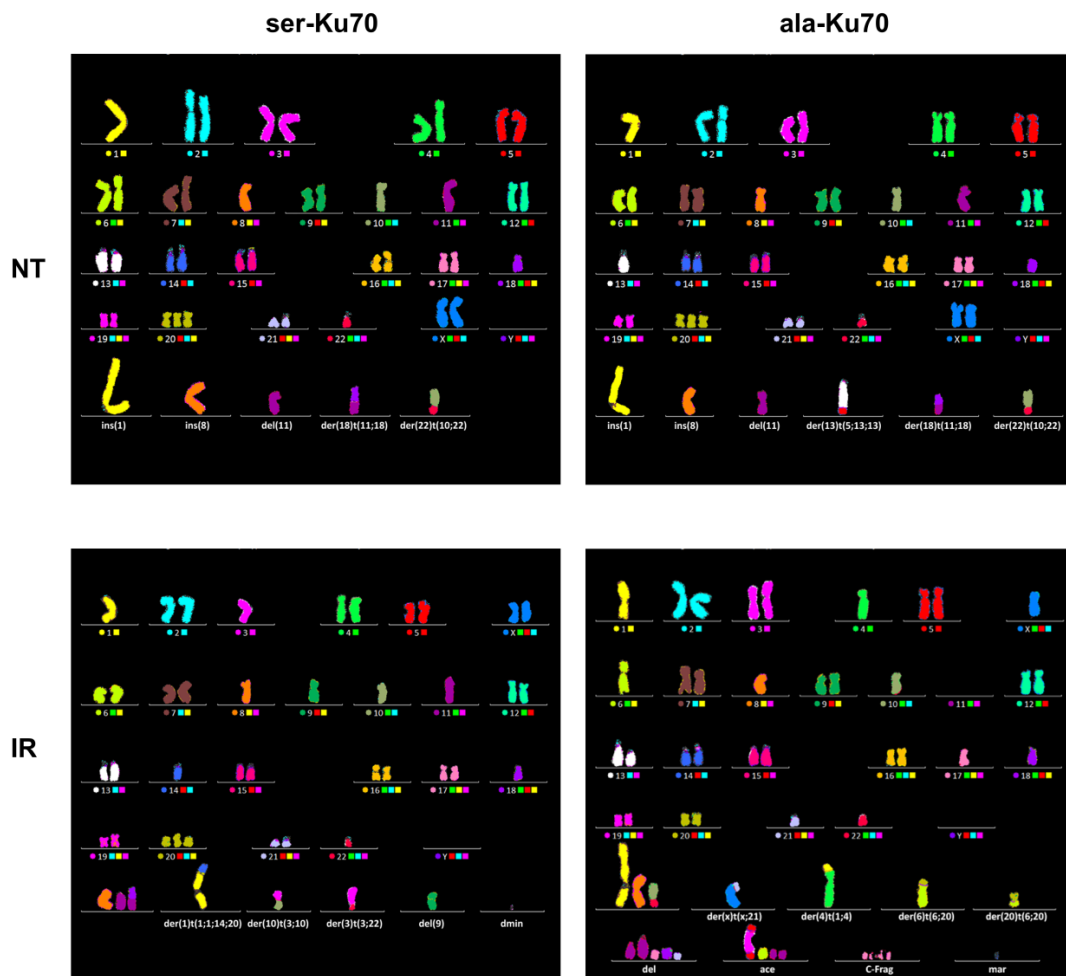 ser-Ku70 ala-Ku70
NT
1 2 3 4 5
6 7 8 9 10 11 12
13 14 15 16 17 18
19 20 21 22 X Y
ins(1) ins(8) del(11) der(18)t(11;18) der(22)t(10;22)
1 2 3 4 5
6 7 8 9 10 11 12
13 14 15 16 17 18
19 20 21 22 X Y
ins(1) ins(8) del(11) der(13)t(5;13;13) der(18)t(11;18) der(22)t(10;22)
IR
1 2 3 4 5 X
6 7 8 9 10 11 12
13 14 15 16 17 18
19 20 21 22 Y
der(1)t(1;1;14;20) der(10)t(3;10) der(3)t(3;22) del(9) dmin
1 2 3 4 5 X
6 7 8 9 10 11 12
13 14 15 16 17 18
19 20 21 22 Y
der(x)t(x;21) der(4)t(1;4) der(6)t(6;20) der(20)t(6;20)
del ace C-Frag mar